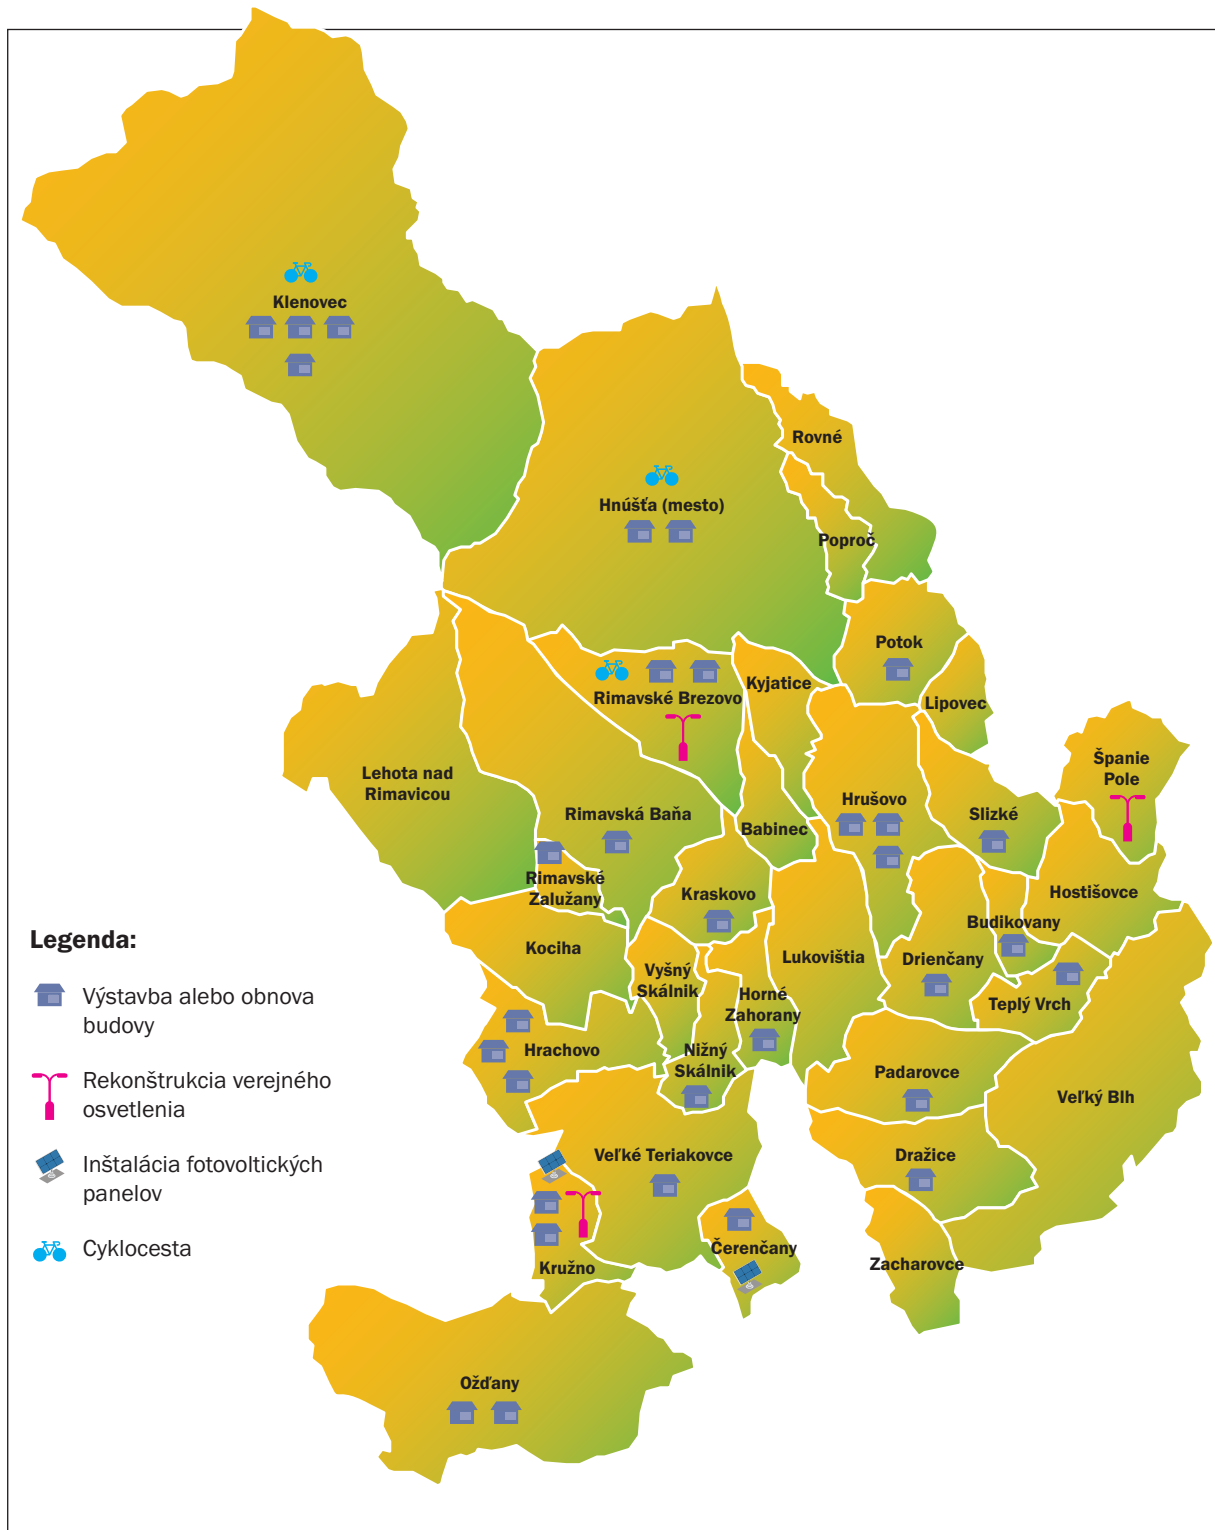 Klenovec
Rovné
Hnúšťa (mesto)
Poproč
Potok
Kyjatice
Rimavské Brezovo
Lipovec
Španie
Pole
Lehota nad
Rimavicou
Hrušovo
Rimavská Baňa
Slizké
Babinec
Rimavské
Zalužany
Kraskovo
Hostišovce
Budikovany
Kociha
Lukovištia
Drienčany
Vyšný
Skálnik
Horné
Zahorany
Teplý Vrch
Hrachovo
Nižný
Skálnik
Padarovce
Veľký Blh
Veľké Teriakovce
Dražice
Čerenčany
Kružno
Zacharovce
Ožďany
Legenda:
Výstavba alebo obnova
budovy
Rekonštrukcia verejného
osvetlenia
Inštalácia fotovoltických
panelov
Cyklocesta